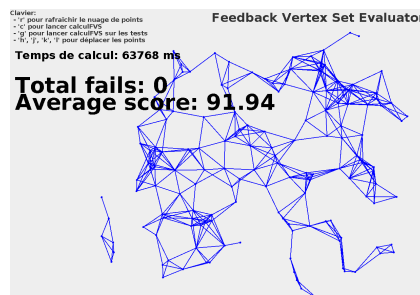 Clavier:
- 'r' pour rafraichir le nuage de points
- 'c' pour lancer calculFVS
- 'g' pour lancer calculFVS sur les tests
- 'h', 'j', 'k', 'l' pour déplacer les points
Feedback Vertex Set Evaluator
Temps de calcul: 63768 ms
Total fails: 0
Average score: 91.94